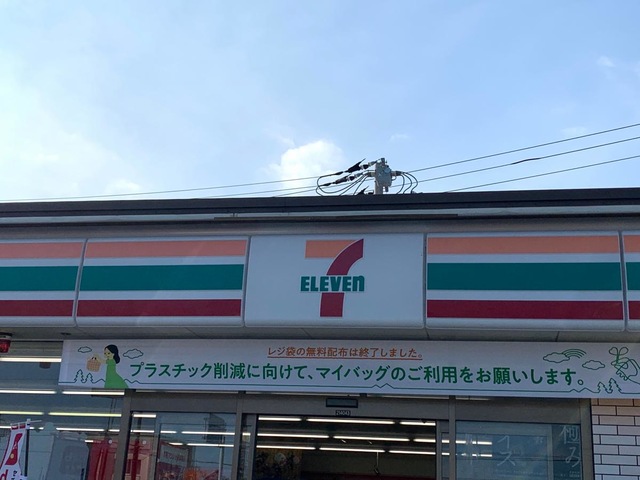 7
ELEVEn
レジ袋の無料配布は終了しました。
プラスチック削減に向けて、マイバッグのご利用をお願いします。